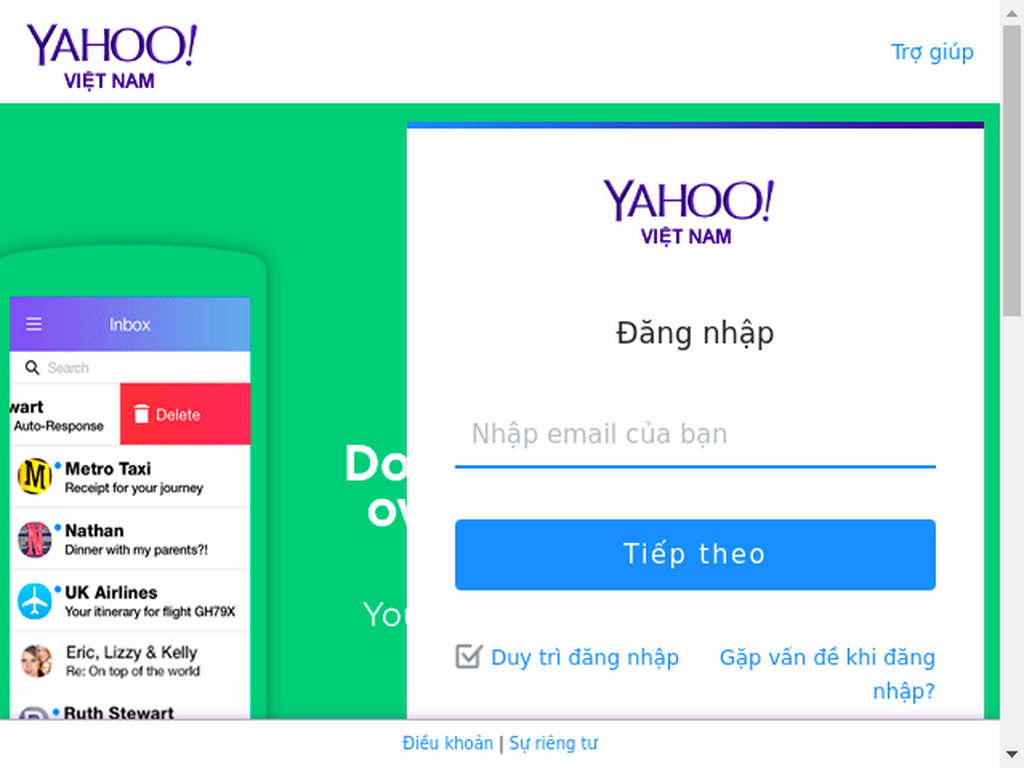 YAHOO!
VIỆT NAM
Trợ giúp
YAHOO!
VIỆT NAM
Đăng nhập
Nhập email của bạn
Tiếp theo
Duy trì đăng nhập
Gặp vấn đề khi đăng
nhập?
Inbox
Search
wart
Auto-Response
Delete
Metro Taxi
Receipt for your journey
Nathan
Dinner with my parents?!
UK Airlines
Your itinerary for flight GH79X
Eric, Lizzy & Kelly
Re: On top of the world
Ruth Stewart
Do
ov
You
Điều khoản | Sự riêng tư